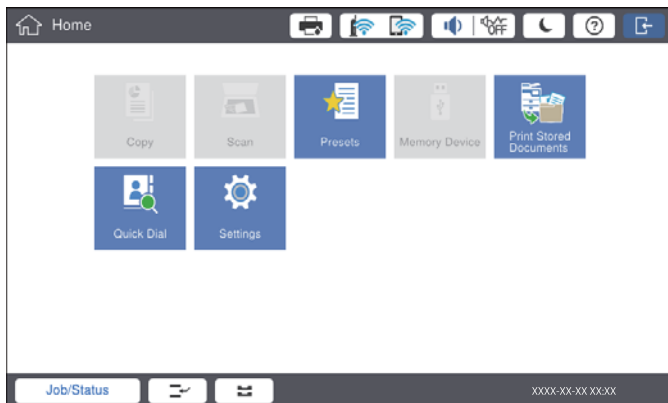 Home
OFF
Copy
Scan
Presets
Memory Device
Print Stored
Documents
Quick Dial
Settings
Job/Status
XXXX-XX-XX XX:XX